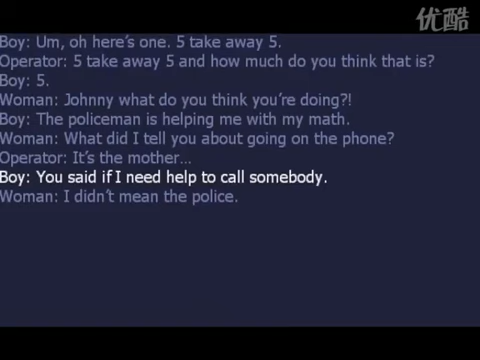 优酷
Boy: Um, oh here's one. 5 take away 5.
Operator: 5 take away 5 and how much do you think that is?
Boy: 5.
Woman: Johnny what do you think you're doing?!
Boy: The policeman is helping me with my math.
Woman: What did I tell you about going on the phone?
Operator: It's the mother...
Boy: You said if I need help to call somebody.
Woman: I didn't mean the police.